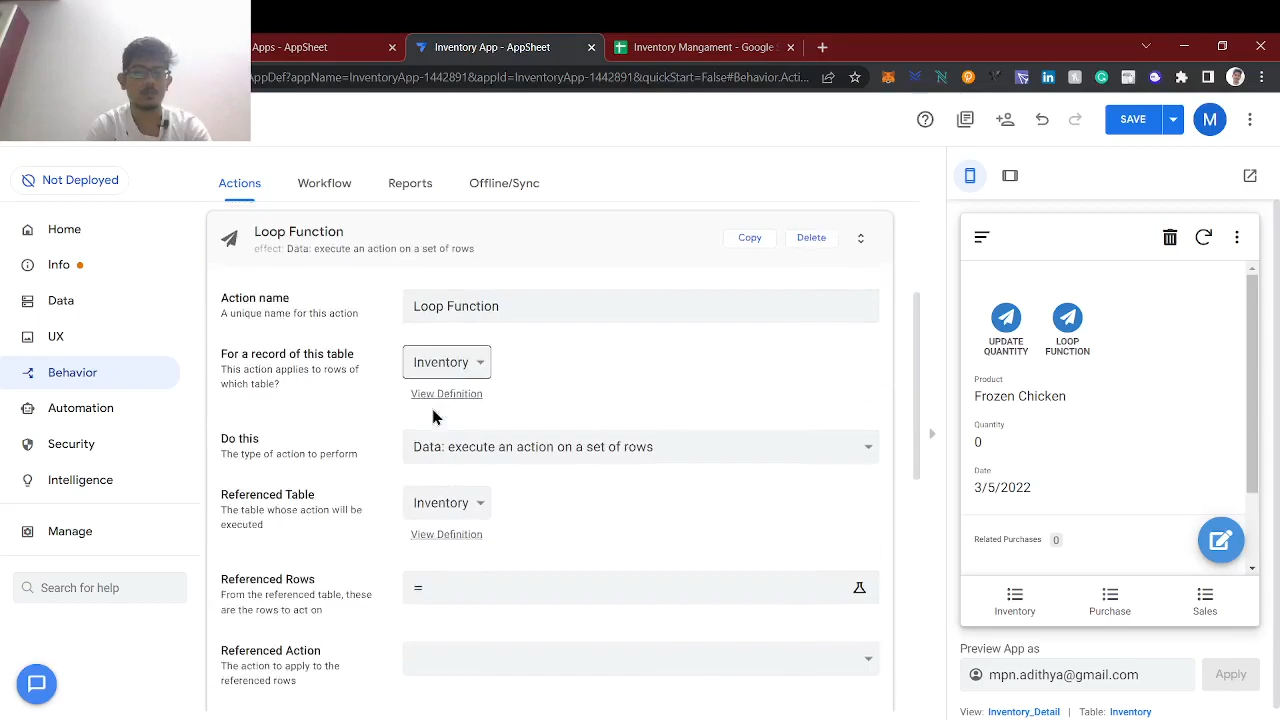 Apps - AppSheet
Inventory App - AppSheet
Inventory Mangament - Google
AppDef?appName=InventoryApp-1442891&appId=InventoryApp-1442891&quickStart=False#Behavior.Acti...
SAVE
M
Not Deployed
Actions
Workflow
Reports
Offline/Sync
Home
Info
Data
UX
Behavior
Automation
Security
Intelligence
Manage
Search for help
Loop Function
effect: Data: execute an action on a set of rows
Copy
Delete
Action name
A unique name for this action
Loop Function
For a record of this table
This action applies to rows of
which table?
Inventory
View Definition
Do this
The type of action to perform
Data: execute an action on a set of rows
Referenced Table
The table whose action will be
executed
Inventory
View Definition
Referenced Rows
From the referenced table, these
are the rows to act on
=
Referenced Action
The action to apply to the
referenced rows
UPDATE
QUANTITY
LOOP
FUNCTION
Product
Frozen Chicken
Quantity
0
Date
3/5/2022
Related Purchases 0
Inventory
Purchase
Sales
Preview App as
mpn.adithya@gmail.com
Apply
View: Inventory_Detail | Table: Inventory